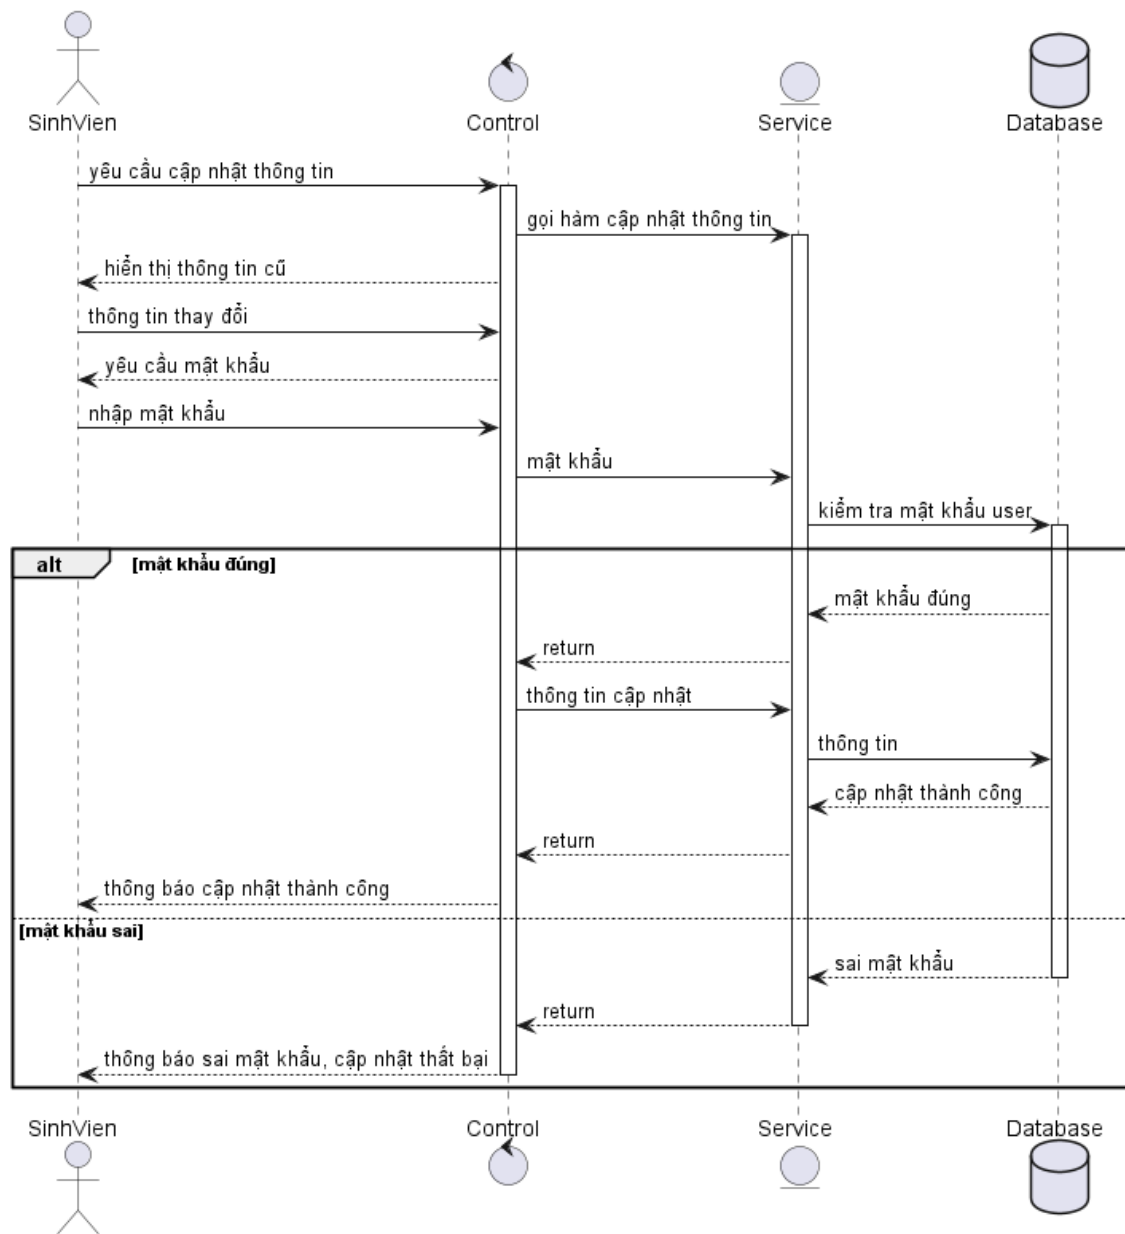 SinhVien
Control
Service
Database
yêu cầu cập nhật thông tin
gọi hàm cập nhật thông tin
hiển thị thông tin cũ
thông tin thay đổi
yêu cầu mật khẩu
nhập mật khẩu
mật khẩu
kiểm tra mật khẩu user
alt
[mật khẩu đúng]
mật khẩu đúng
return
thông tin cập nhật
thông tin
cập nhật thành công
return
thông báo cập nhật thành công
[mật khẩu sai]
sai mật khẩu
return
thông báo sai mật khẩu, cập nhật thất bại
SinhVien
Control
Service
Database